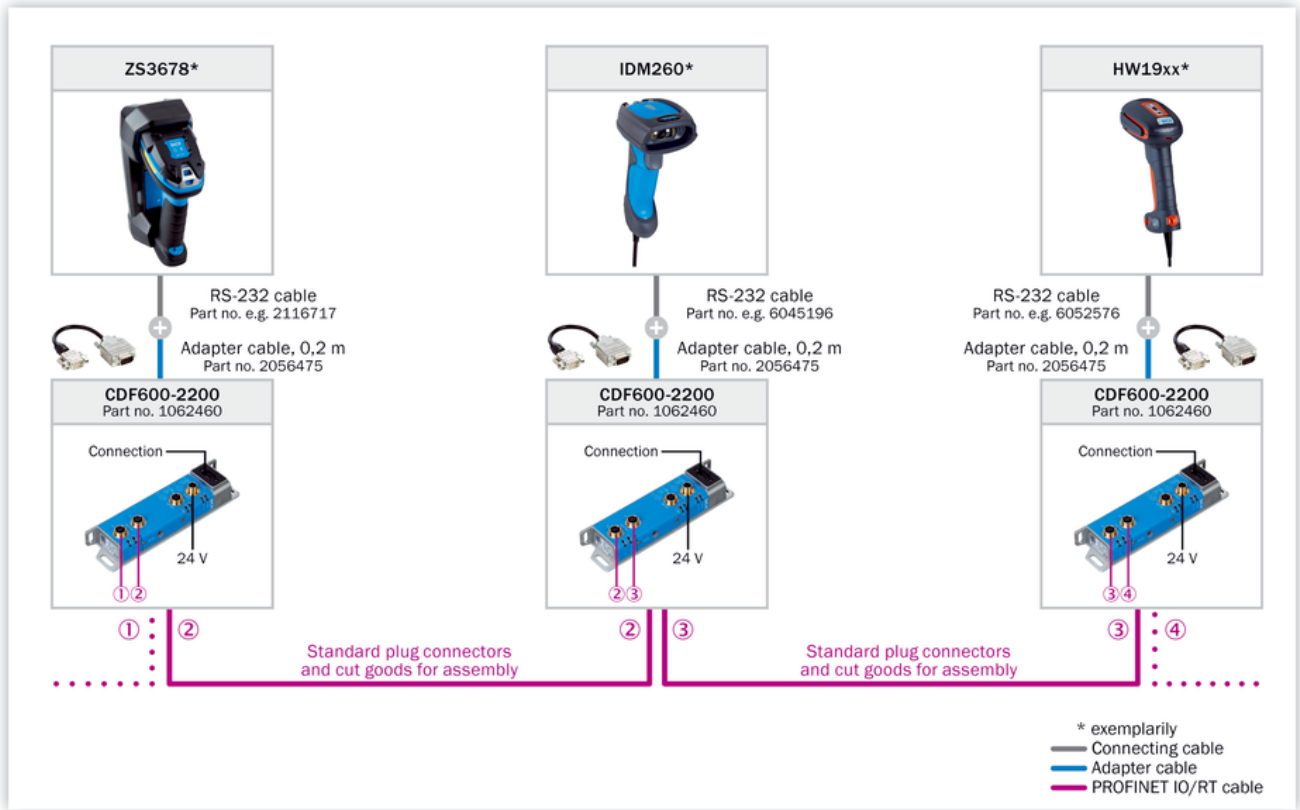 ZS3678*
IDM260*
HW19xx*
RS-232 cable
Part no. e.g. 2116717
Adapter cable, 0,2 m
Part no. 2056475
RS-232 cable
Part no. e.g. 6045196
Adapter cable, 0,2 m
Part no. 2056475
RS-232 cable
Part no. e.g. 6052576
Adapter cable, 0,2 m
Part no. 2056475
CDF600-2200
Part no. 1062460
Connection
24 V
①②
CDF600-2200
Part no. 1062460
Connection
24 V
②③
CDF600-2200
Part no. 1062460
Connection
24 V
③④
① ②
② ③
③ ④
Standard plug connectors
and cut goods for assembly
Standard plug connectors
and cut goods for assembly
* exemplarily
Connecting cable
Adapter cable
PROFINET IO/RT cable